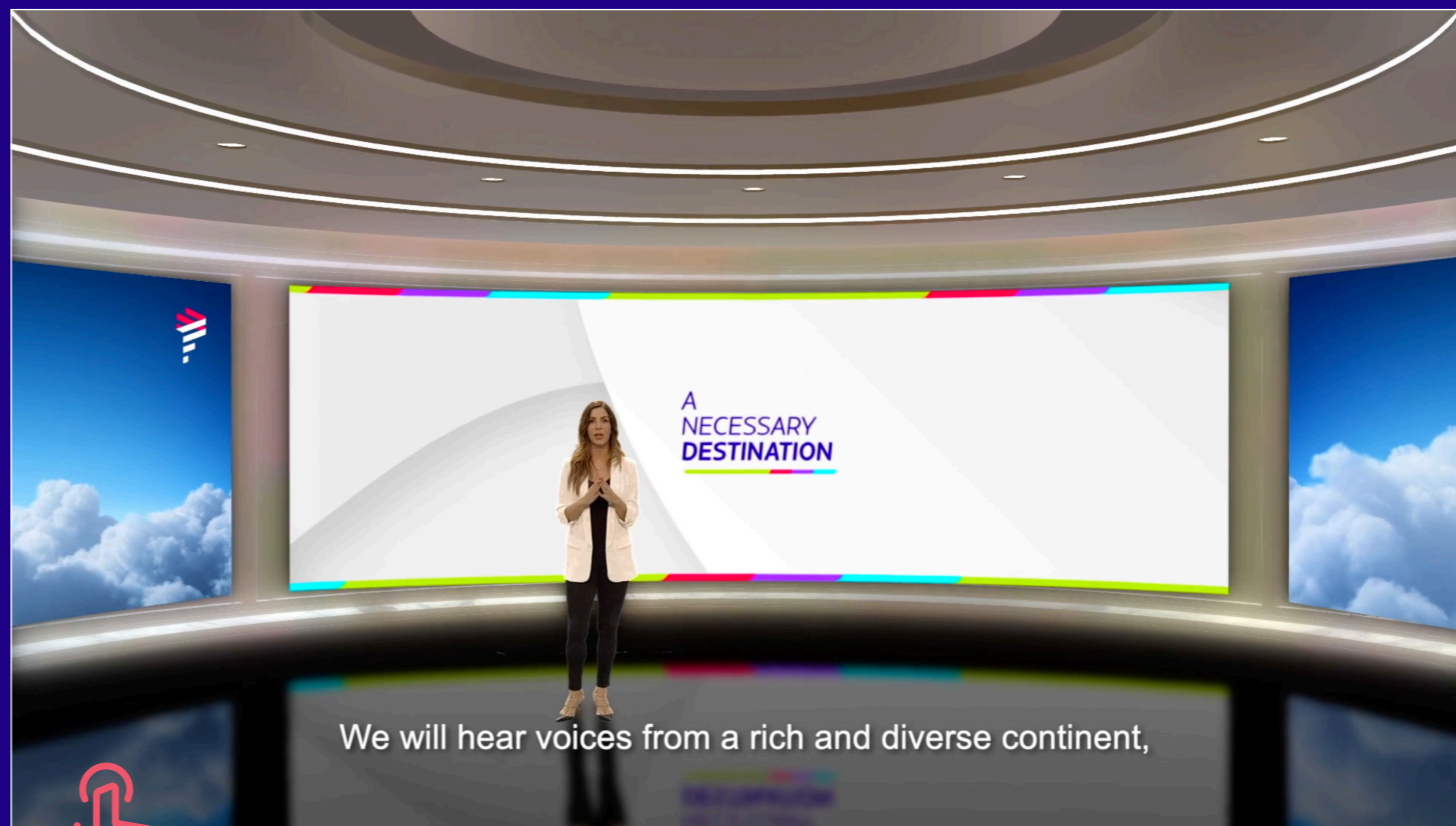 A
NECESSARY
DESTINATION
We will hear voices from a rich and diverse continent,